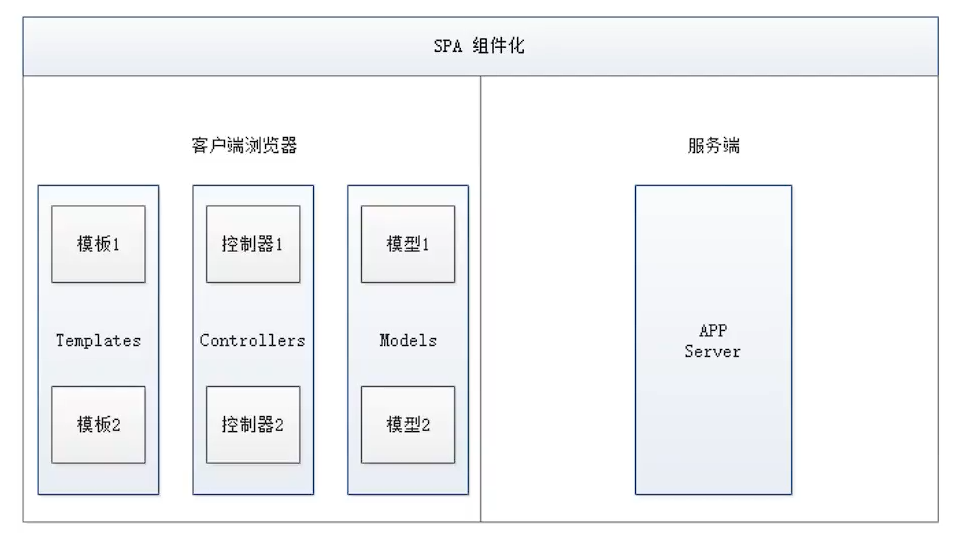 SPA 组件化
客户端浏览器
服务端
模板1
控制器1
模型1
Templates
Controllers
Models
APP
Server
模板2
控制器2
模型2